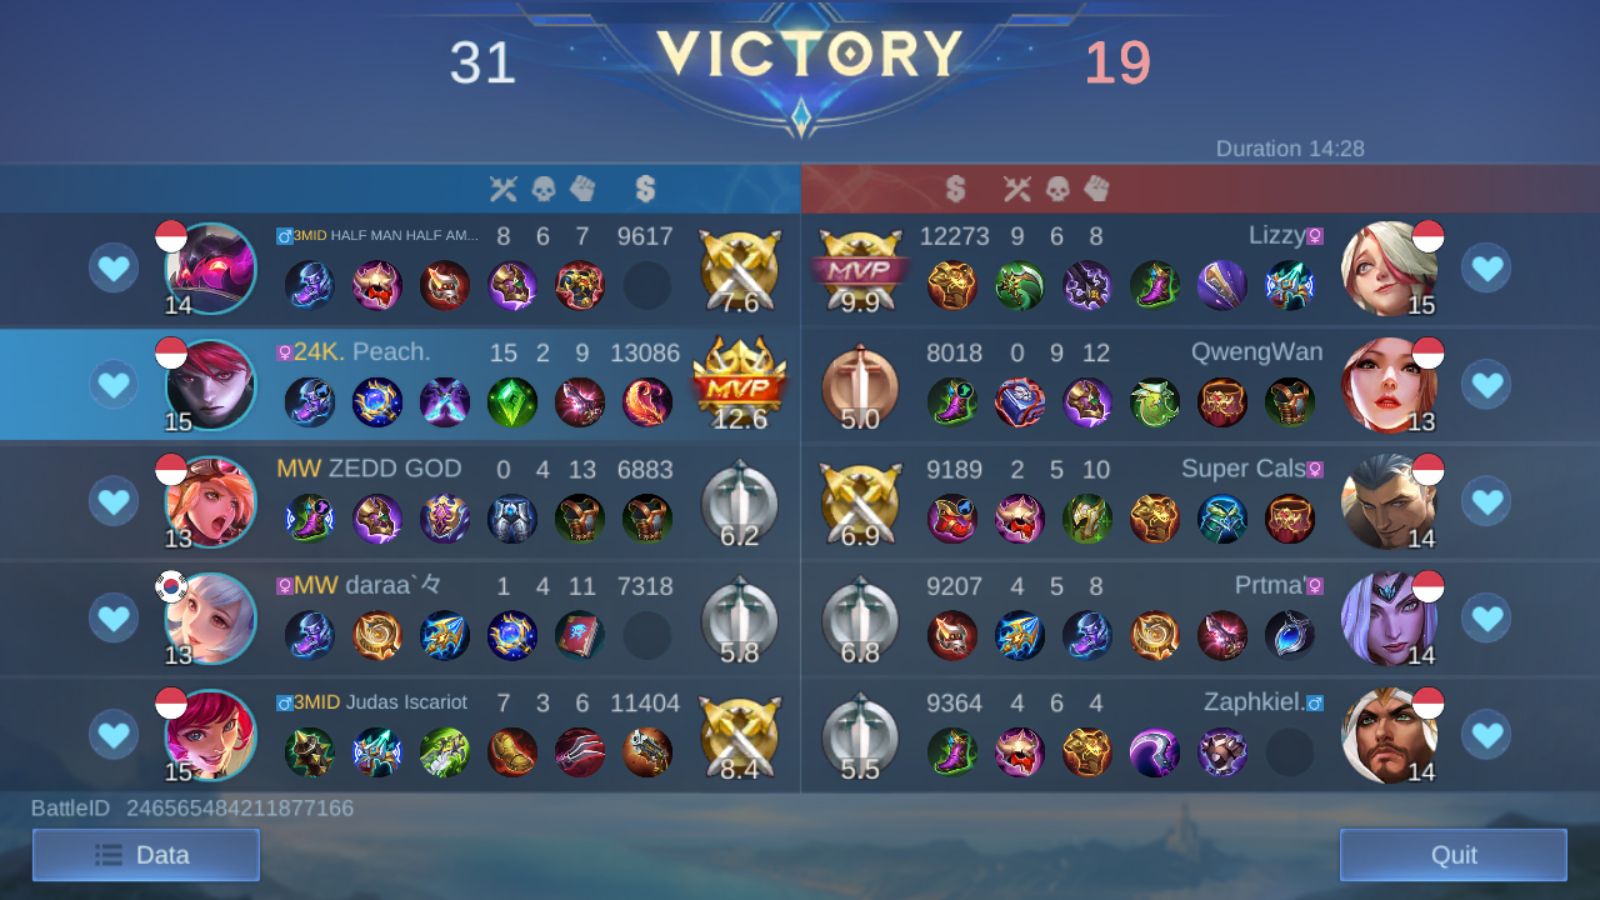 31 VICTORY 19
Duration 14:28
3MID HALF MAN HALF AM... 8 6 7 9617
14 7.6
MVP 12273 9 6 8 Lizzy
9.9 15
24K. Peach. 15 2 9 13086 MVP
15 12.6
8018 0 9 12 QwengWan
5.0 13
MW ZEDD GOD 0 4 13 6883
13 6.2
9189 2 5 10 Super Cals
6.9 14
MW daraa`々 1 4 11 7318
13 5.8
9207 4 5 8 Prtma'
6.8 14
3MID Judas Iscariot 7 3 6 11404
15 8.4
9364 4 6 4 Zaphkiel.
5.5 14
BattleID 246565484211877166
Data
Quit